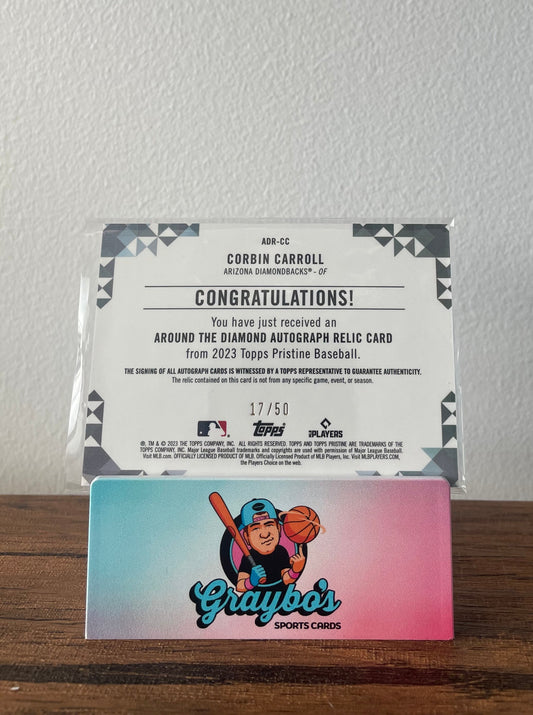 ADR-CC
CORBIN CARROLL
ARIZONA DIAMONDBACKS® - OF
CONGRATULATIONS!
You have just received an
AROUND THE DIAMOND AUTOGRAPH RELIC CARD
from 2023 Topps Pristine Baseball.
THE SIGNING OF ALL AUTOGRAPH CARDS IS WITNESSED BY A TOPPS REPRESENTATIVE TO GUARANTEE AUTHENTICITY.
The relic contained on this card is not from any specific game, event, or season.
17/50
Topps
MLB PLAYERS
®, TM & © 2023 THE TOPPS COMPANY, INC. ALL RIGHTS RESERVED. TOPPS AND TOPPS PRISTINE ARE TRADEMARKS OF THE
TOPPS COMPANY, INC. Major League Baseball trademarks and copyrights are used with permission of Major League Baseball.
Visit MLB.com. OFFICIALLY LICENSED PRODUCT OF MLB. Officially Licensed Product of MLB Players, Inc. Visit MLBPLAYERS.com,
the Players Choice on the web.
Graybo's
SPORTS CARDS